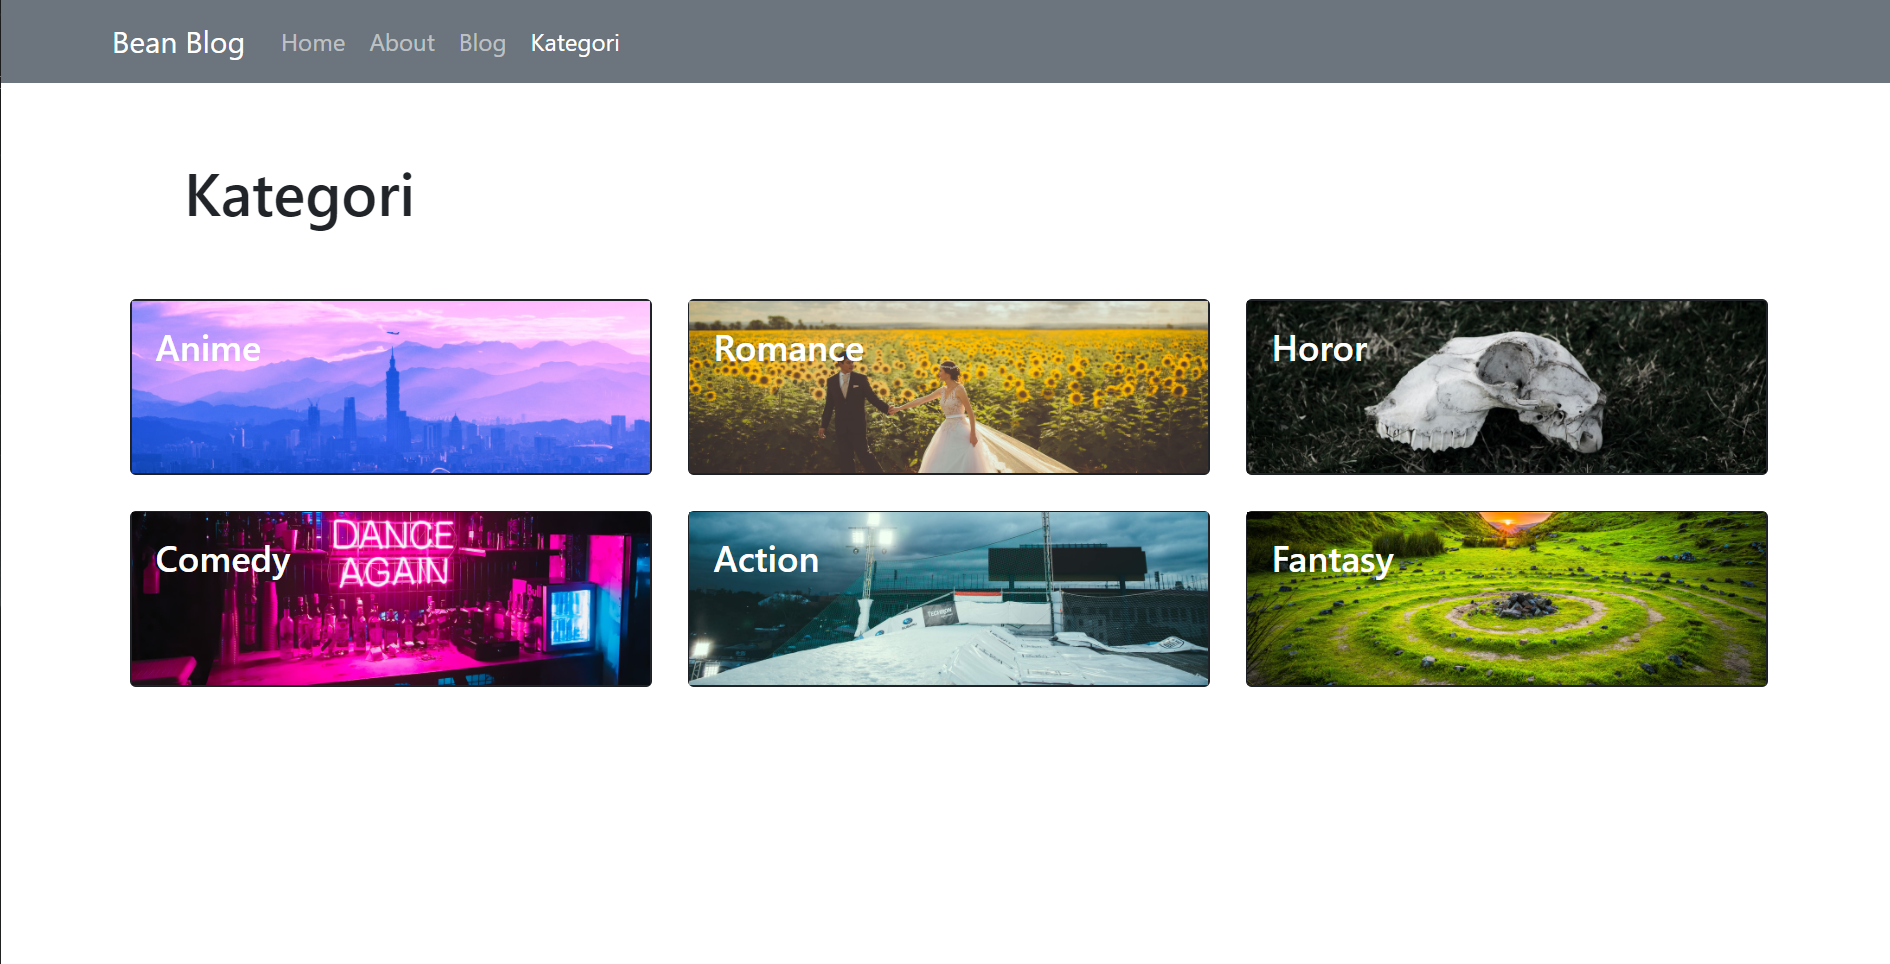 Bean Blog Home About Blog Kategori
Kategori
Anime
Romance
Horor
Comedy
DANCE
AGAIN
Action
Fantasy